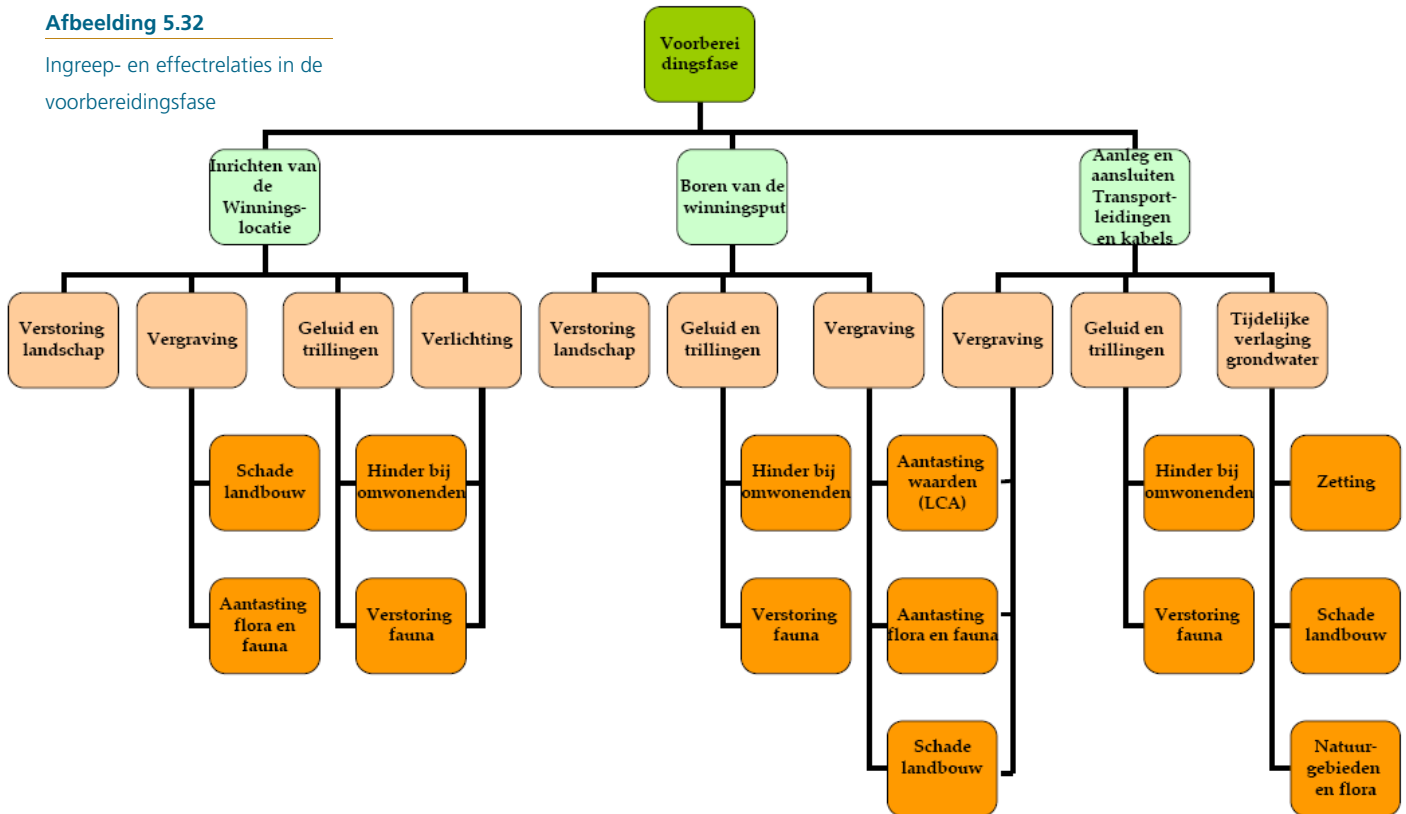 Afbeelding 5.32
Ingreep- en effectrelaties in de
voorbereidingsfase
Voorberei
dingsfase
Inrichten van
de
Winnings-
locatie
Boren van de
winningsput
Aanleg en
aansluiten
Transport-
leidingen
en kabels
Verstoring
landschap
Vergraving
Geluid en
trillingen
Verlichting
Verstoring
landschap
Geluid en
trillingen
Vergraving
Vergraving
Geluid en
trillingen
Tijdelijke
verlaging
grondwater
Schade
landbouw
Hinder bij
omwonenden
Hinder bij
omwonenden
Aantasting
waarden
(LCA)
Hinder bij
omwonenden
Zetting
Aantasting
flora en
fauna
Verstoring
fauna
Verstoring
fauna
Aantasting
flora en fauna
Verstoring
fauna
Schade
landbouw
Schade
landbouw
Natuur-
gebieden
en flora